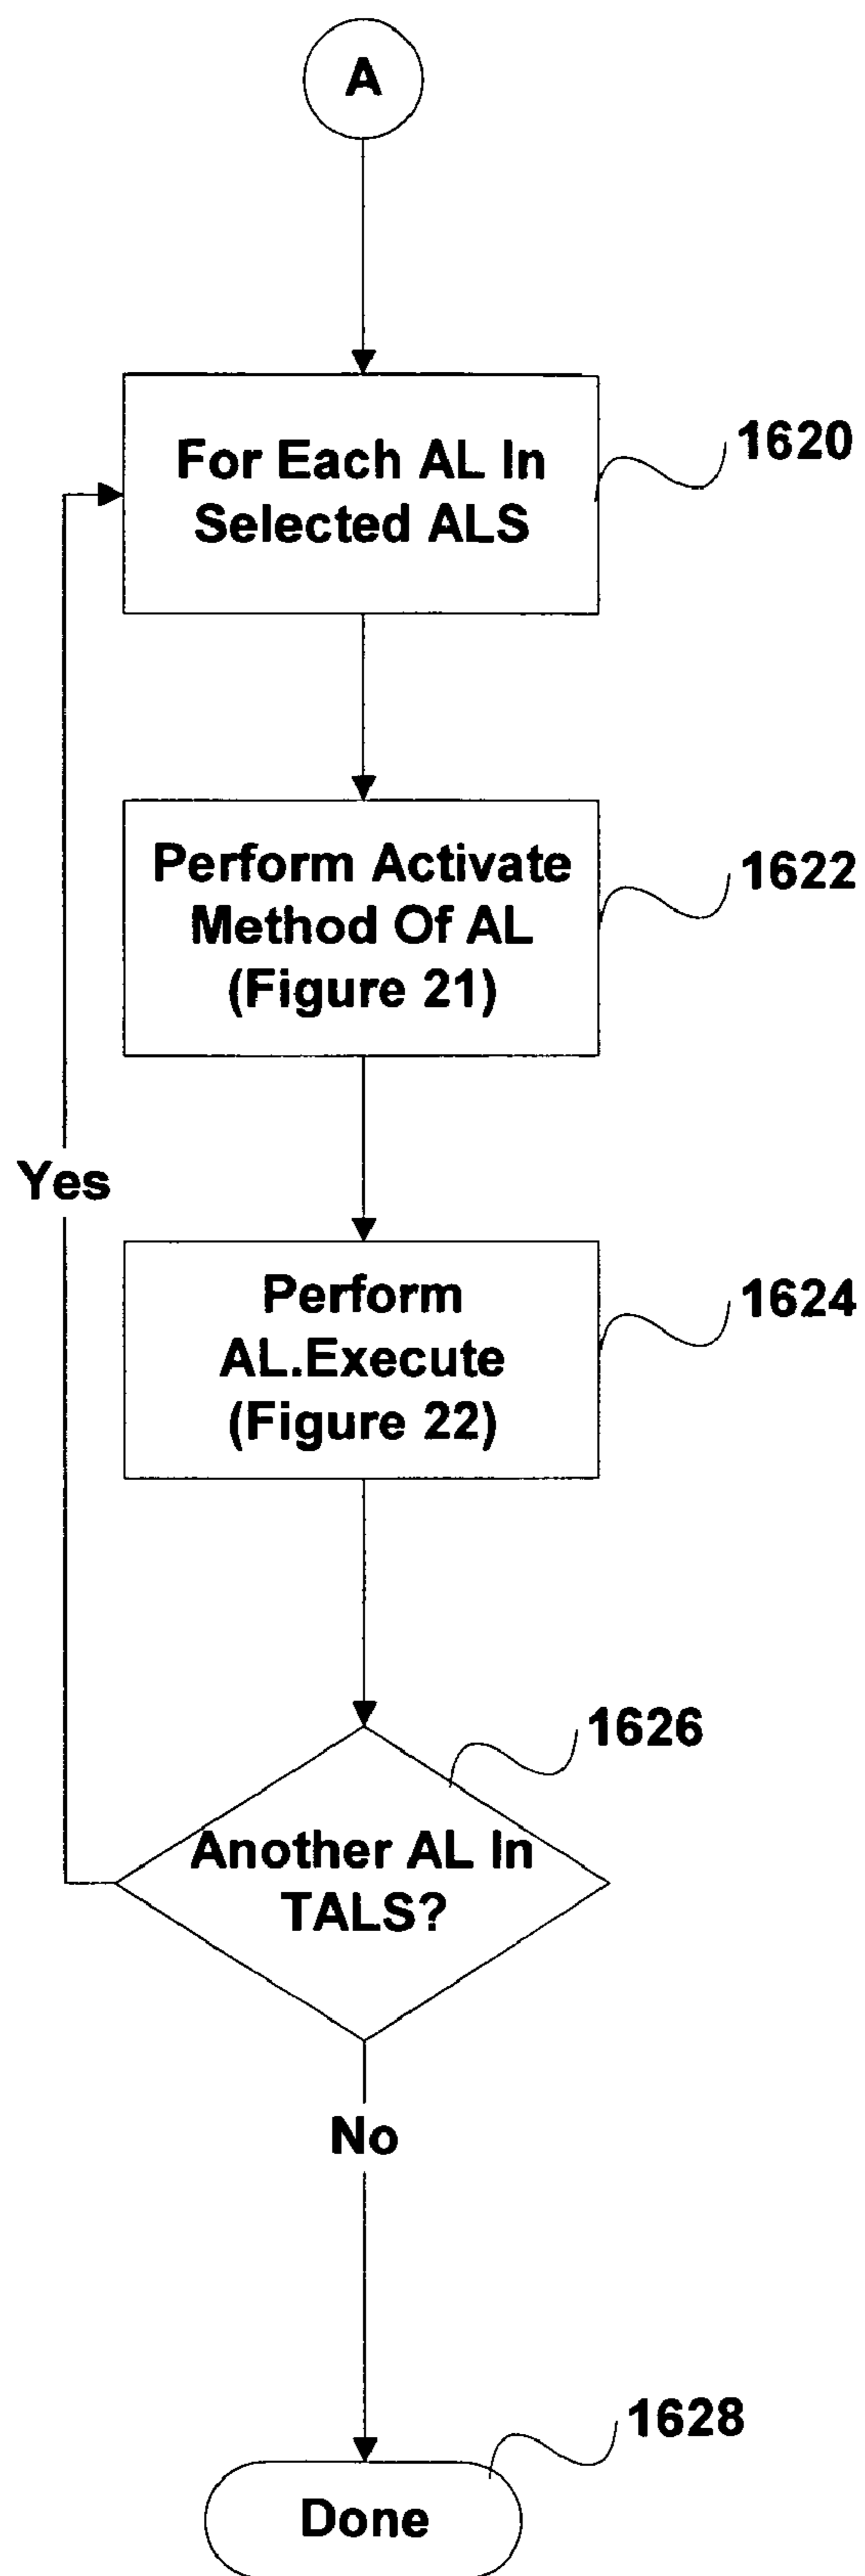 A
For Each AL In
Selected ALS
1620
Perform Activate
Method Of AL
(Figure 21)
1622
Yes
Perform
AL.Execute
(Figure 22)
1624
1626
Another AL In
TALS?
No
1628
Done